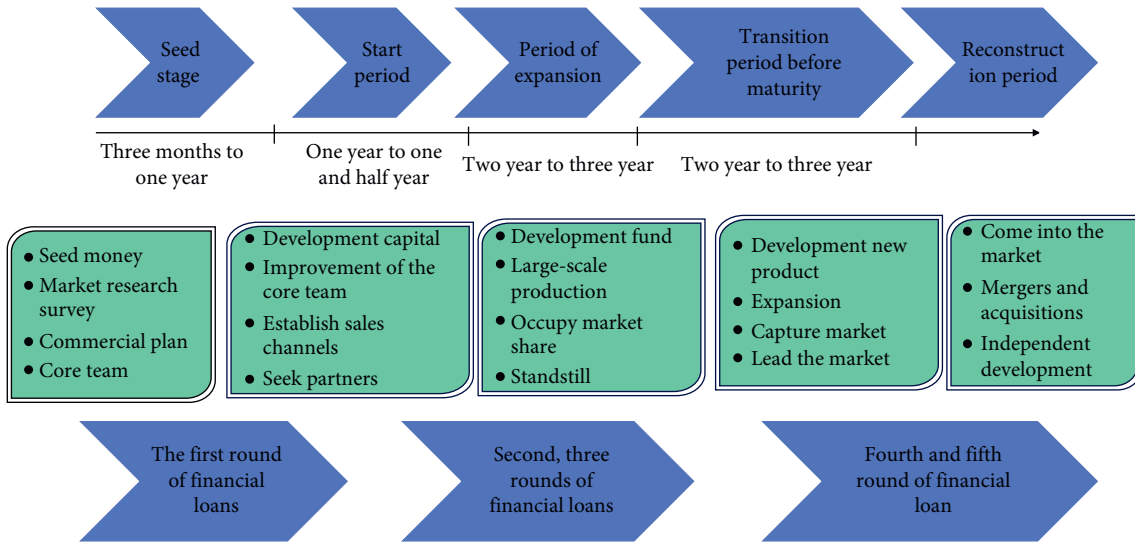 Seed
stage
Start
period
Period of
expansion
Transition
period before
maturity
Reconstruct
ion period
Three months to
one year
One year to one
and half year
Two year to three year
Two year to three year
• Seed money
• Market research
survey
• Commercial plan
• Core team
• Development capital
• Improvement of the
core team
• Establish sales
channels
• Seek partners
• Development fund
• Large-scale
production
• Occupy market
share
• Standstill
• Development new
product
• Expansion
• Capture market
• Lead the market
• Come into the
market
• Mergers and
acquisitions
• Independent
development
The first round
of financial
loans
Second, three
rounds of
financial loans
Fourth and fifth
round of financial
loan